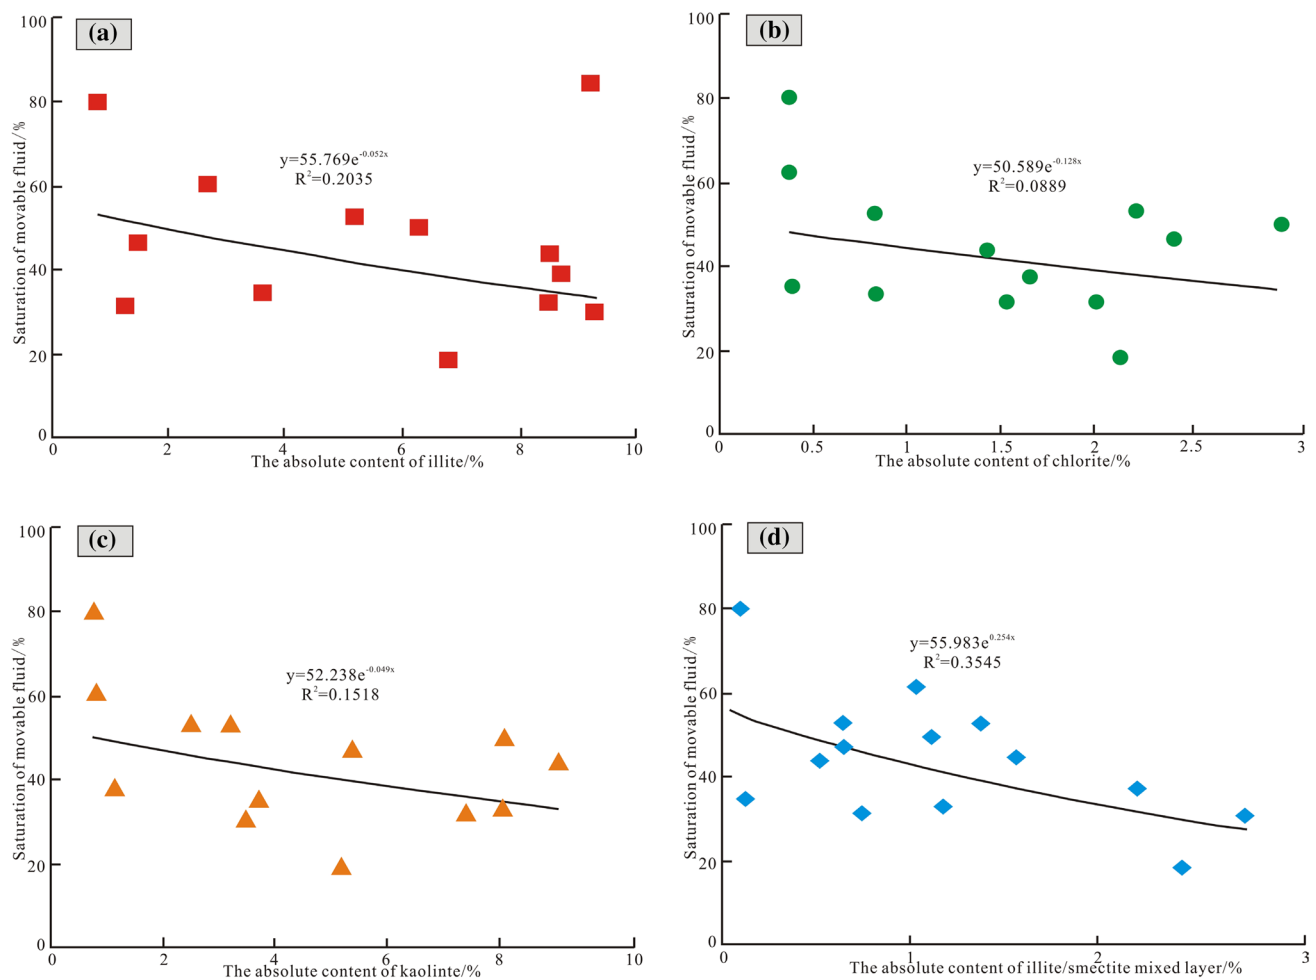 (a)
Saturation of movable fluid/%
100
80
60
40
20
0
y=55.769e^-0.052x
R²=0.2035
0 2 4 6 8 10
The absolute content of illite/%
(b)
Saturation of movable fluid/%
100
80
60
40
20
0
y=50.589e^-0.128x
R²=0.0889
0 0.5 1 1.5 2 2.5 3
The absolute content of chlorite/%
(c)
Saturation of movable fluid/%
100
80
60
40
20
0
y=52.238e^-0.049x
R²=0.1518
0 2 4 6 8 10
The absolute content of kaolinte/%
(d)
Saturation of movable fluid/%
100
80
60
40
20
0
y=55.983e^0.254x
R²=0.3545
0 1 2 3
The absolute content of illite/smectite mixed layer/%